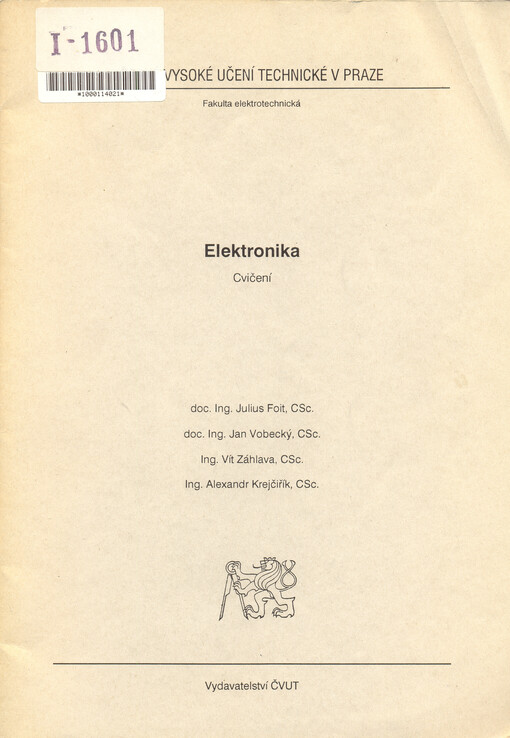 I-1601
*1000114021*
VYSOKÉ UČENÍ TECHNICKÉ V PRAZE
Fakulta elektrotechnická
Elektronika
Cvičení
doc. Ing. Julius Foit, CSc.
doc. Ing. Jan Vobecký, CSc.
Ing. Vít Záhlava, CSc.
Ing. Alexandr Krejčiřík, CSc.
Vydavatelství ČVUT